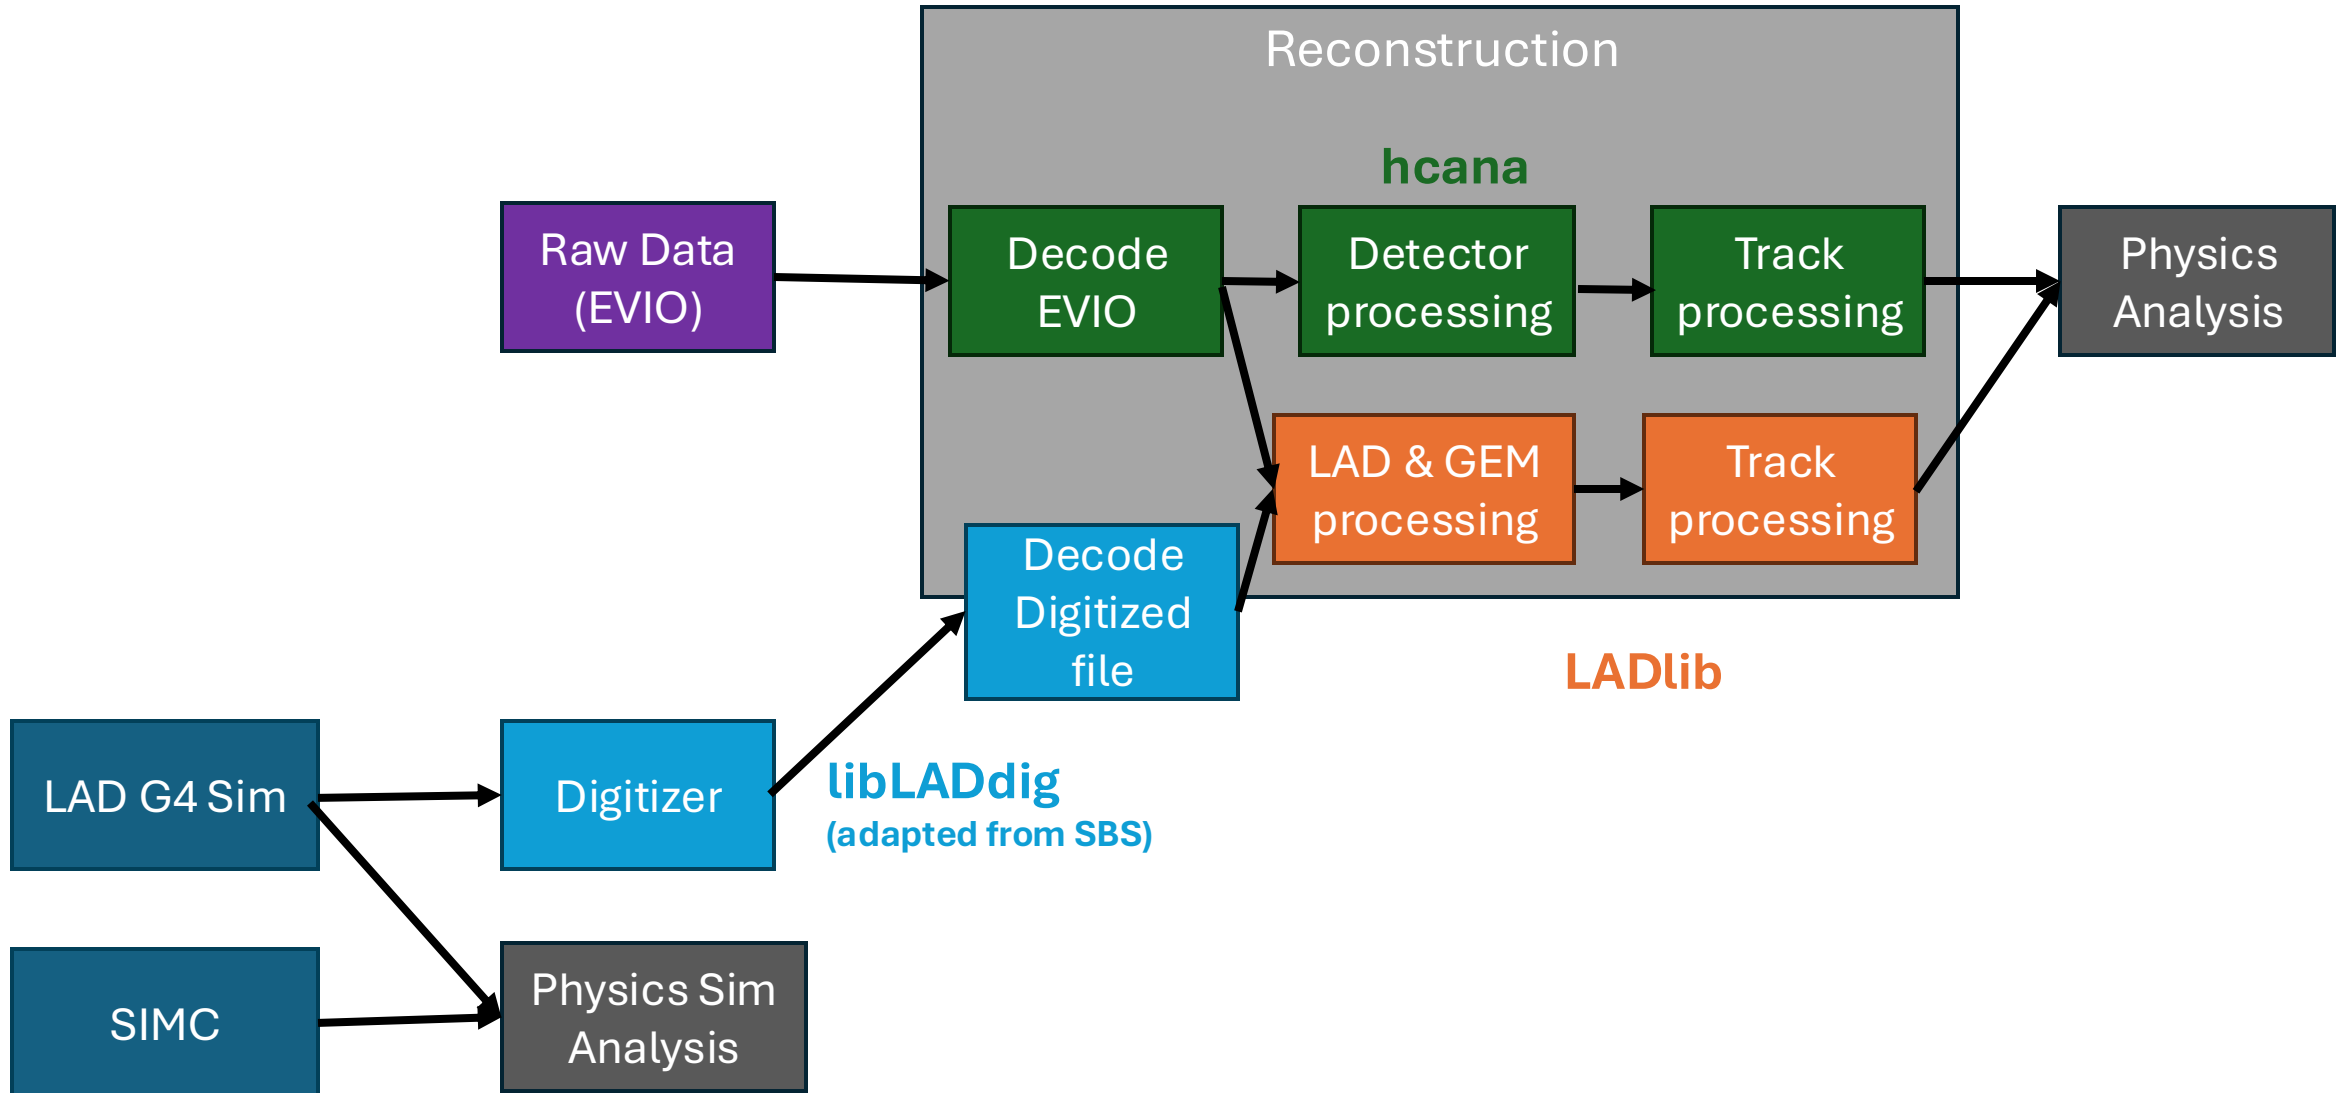 Reconstruction
hcana
Raw Data
(EVIO)
Decode
EVIO
Detector
processing
Track
processing
Physics
Analysis
LAD & GEM
processing
Track
processing
Decode
Digitized
file
LADlib
LAD G4 Sim
Digitizer
libLADdig
(adapted from SBS)
SIMC
Physics Sim
Analysis